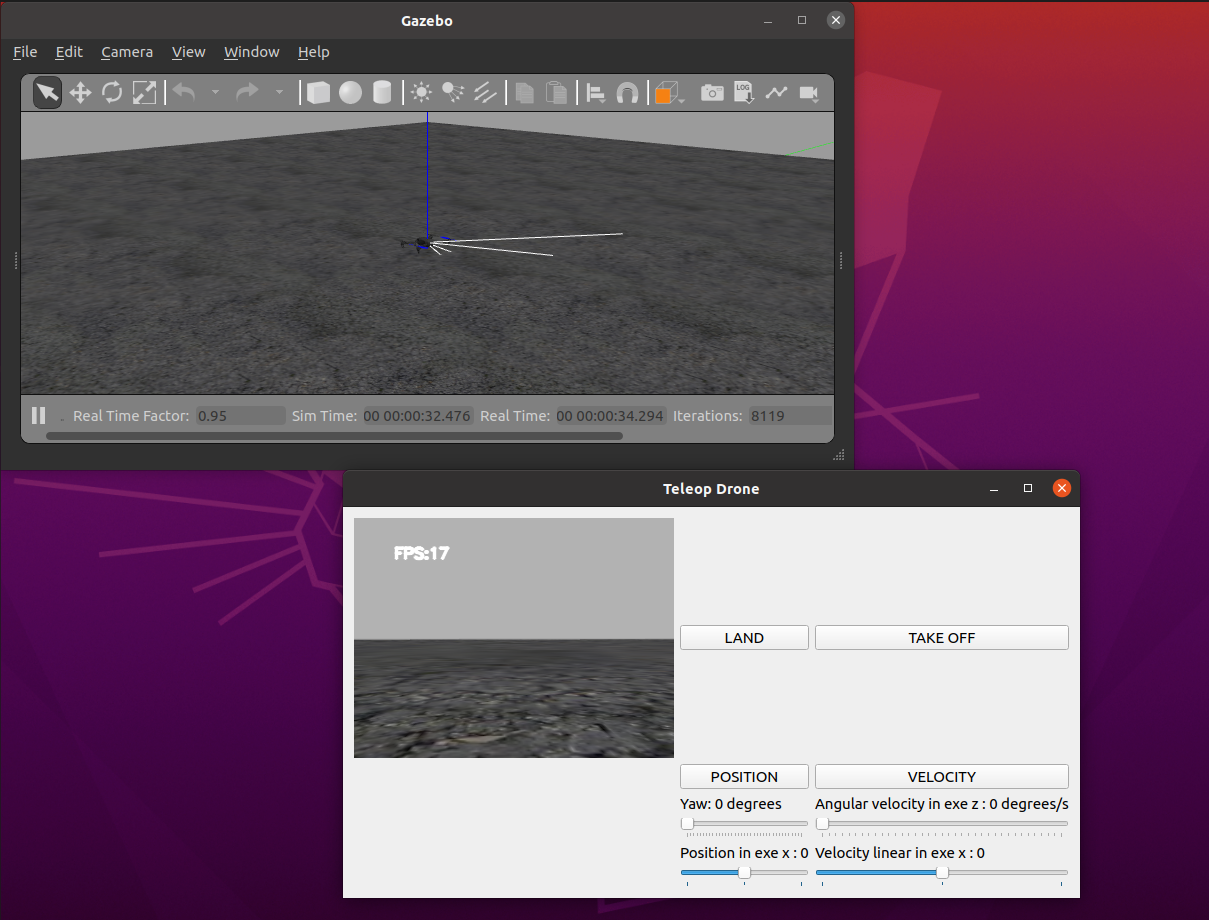 Gazebo
File Edit Camera View Window Help
LOG
Real Time Factor: 0.95 Sim Time: 00 00:00:32.476 Real Time: 00 00:00:34.294 Iterations: 8119
Teleop Drone
FPS:17
LAND TAKE OFF
POSITION VELOCITY
Yaw: 0 degrees Angular velocity in exe z : 0 degrees/s
Position in exe x : 0 Velocity linear in exe x : 0